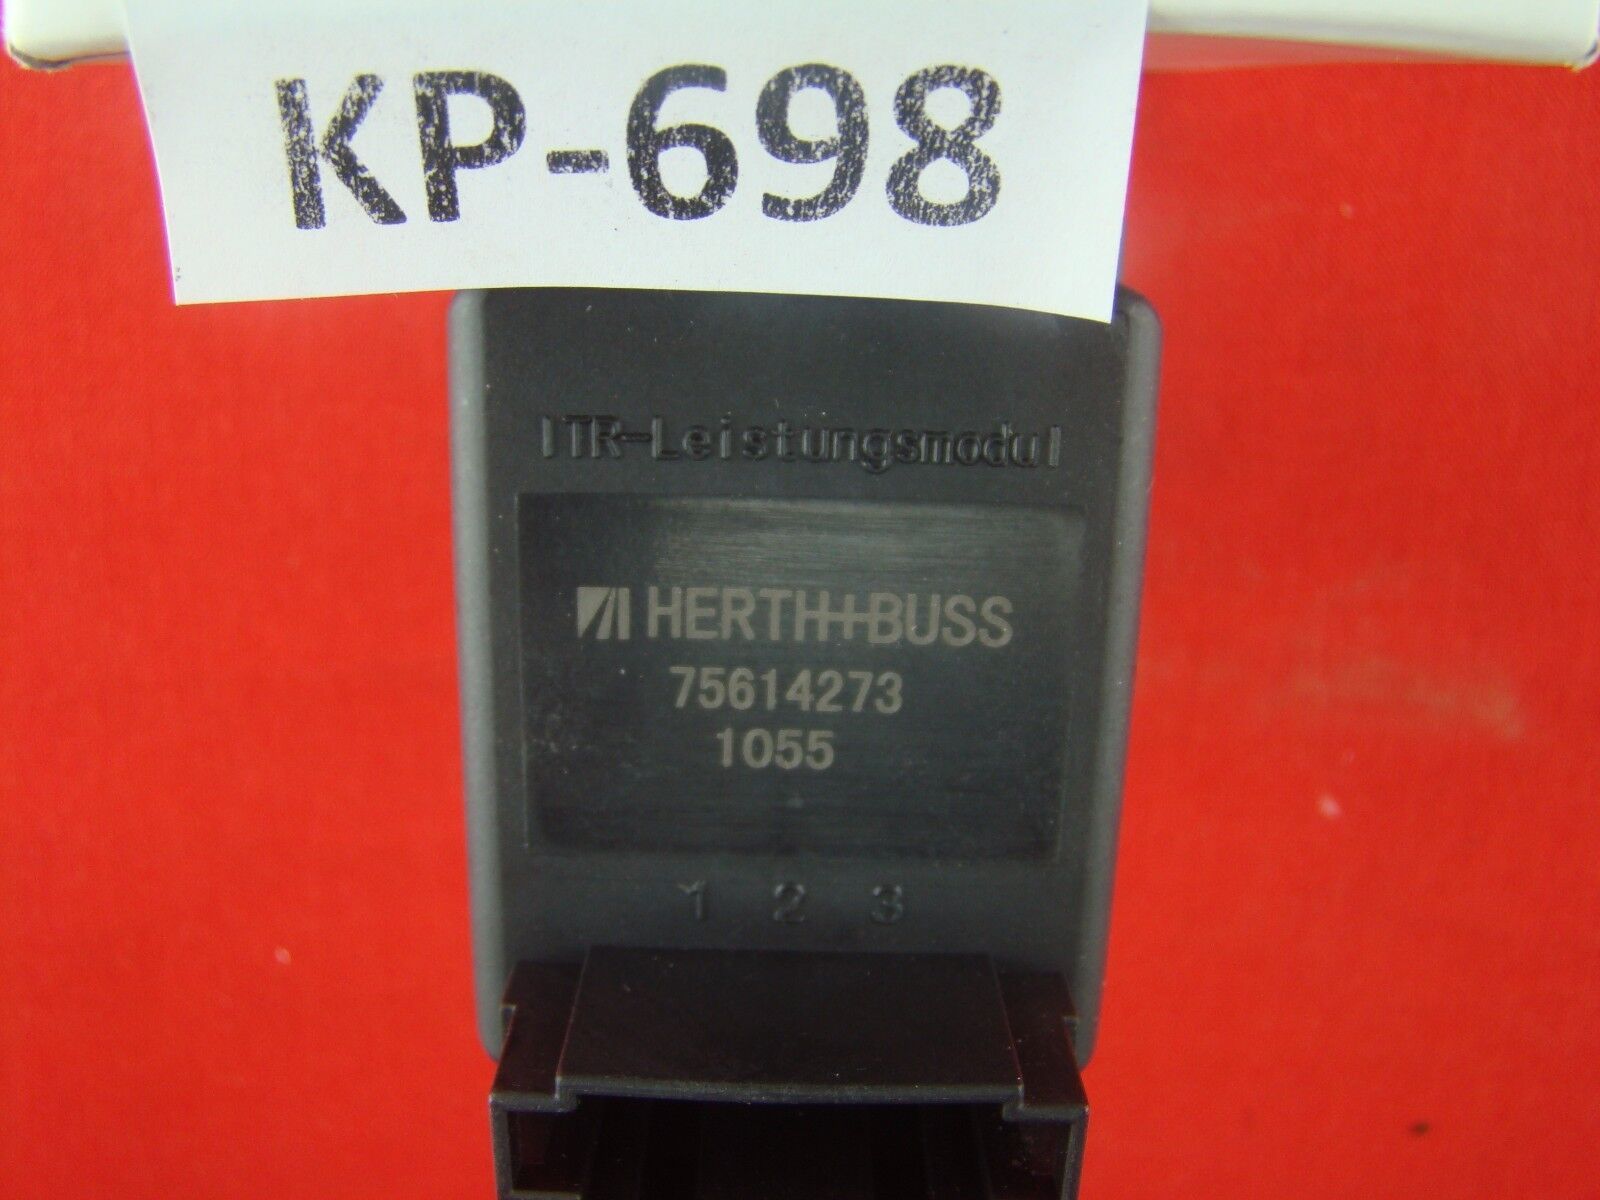 KP-698
ITR-Leistungsmodul
HERTH+BUSS
75614273
1055
1 2 3